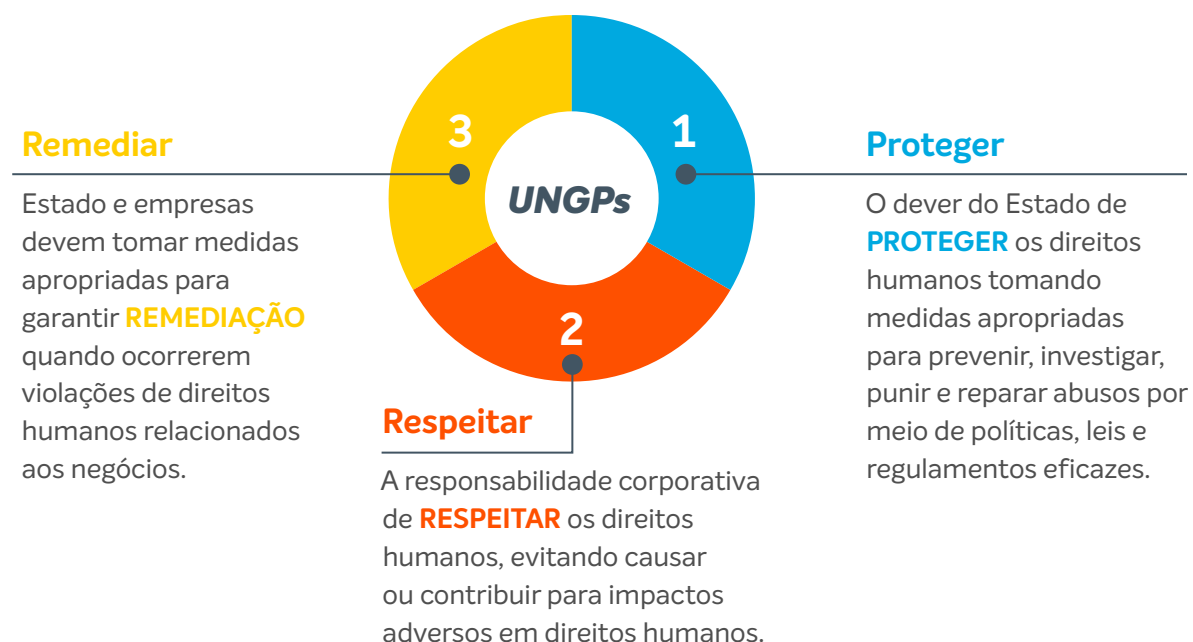 3
1
UNGPs
2
Remediar
Estado e empresas
devem tomar medidas
apropriadas para
garantir REMEDIAÇÃO
quando ocorrerem
violações de direitos
humanos relacionados
aos negócios.
Respeitar
A responsabilidade corporativa
de RESPEITAR os direitos
humanos, evitando causar
ou contribuir para impactos
adversos em direitos humanos.
Proteger
O dever do Estado de
PROTEGER os direitos
humanos tomando
medidas apropriadas
para prevenir, investigar,
punir e reparar abusos por
meio de políticas, leis e
regulamentos eficazes.